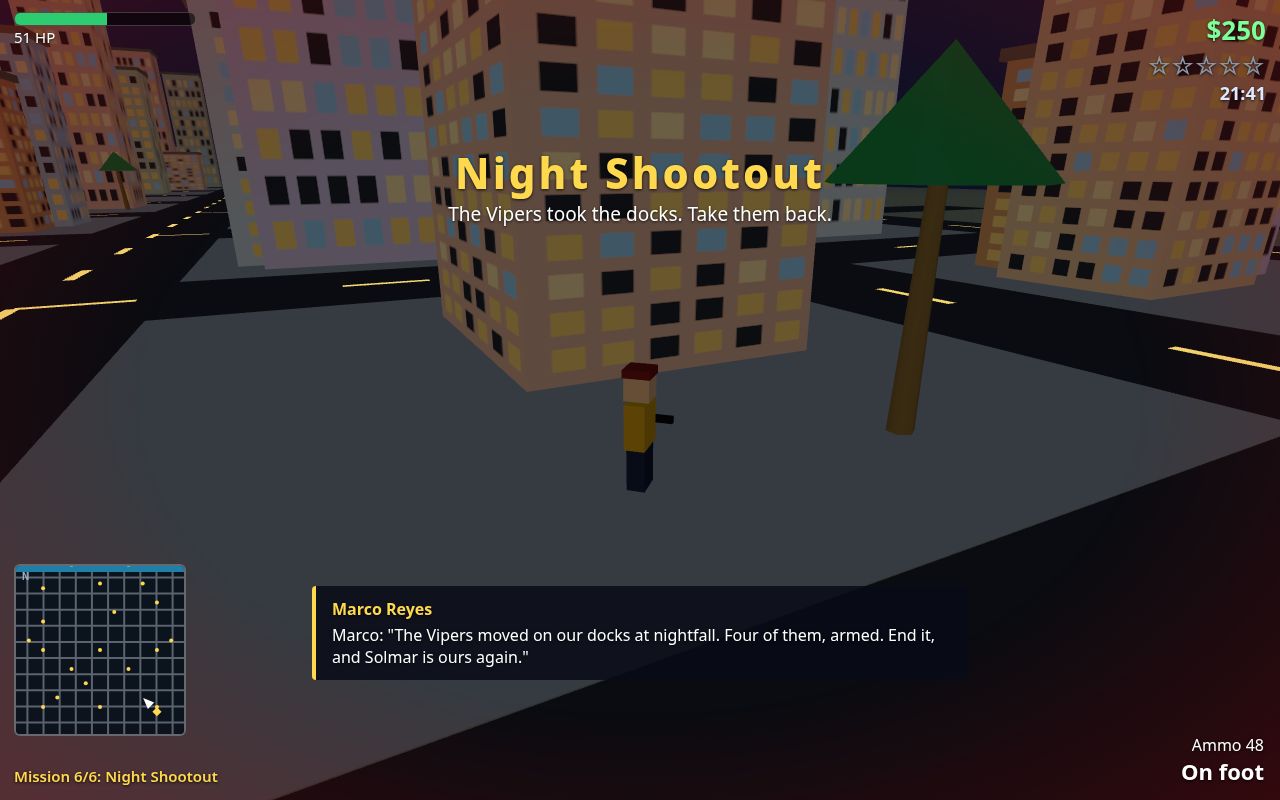 51 HP
$250
☆☆☆☆☆
21:41
Night Shootout
The Vipers took the docks. Take them back.
N
Marco Reyes
Marco: "The Vipers moved on our docks at nightfall. Four of them, armed. End it,
and Solmar is ours again."
Ammo 48
On foot
Mission 6/6: Night Shootout